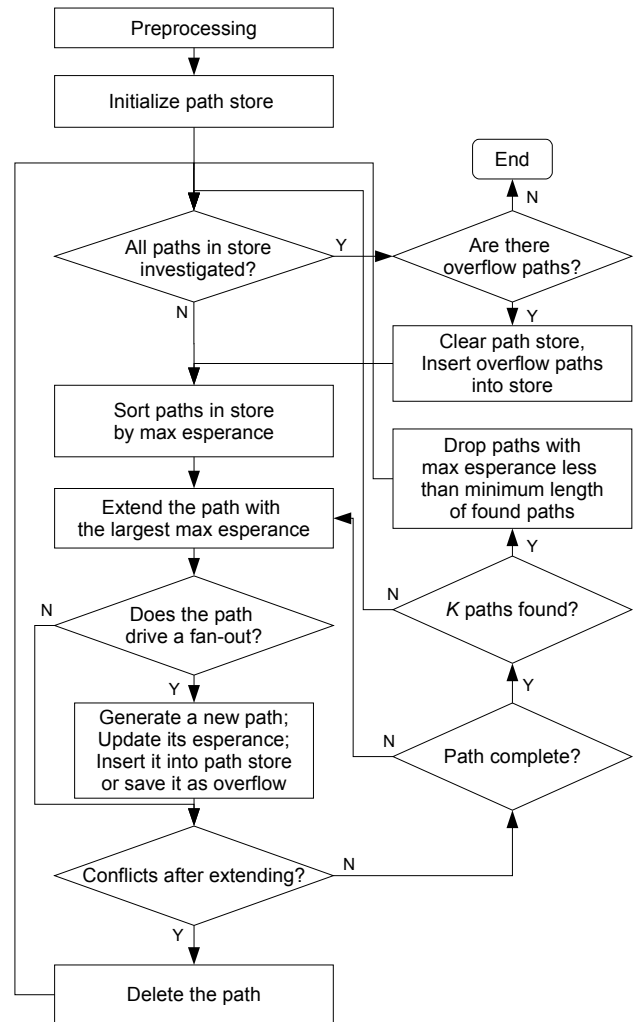 Preprocessing
Initialize path store
End
N
All paths in store
investigated?
Y
Are there
overflow paths?
N
Y
Clear path store,
Insert overflow paths
into store
Sort paths in store
by max esperance
Drop paths with
max esperance less
than minimum length
of found paths
Extend the path with
the largest max esperance
Y
N
K paths found?
N
Does the path
drive a fan-out?
Y
Y
Generate a new path;
Update its esperance;
Insert it into path store
or save it as overflow
N
Path complete?
Conflicts after extending?
N
Y
Delete the path